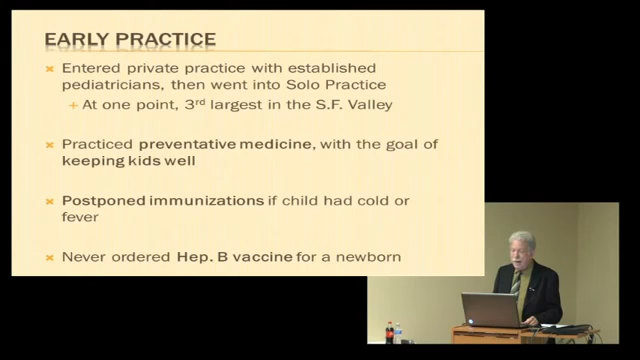 EARLY PRACTICE
Entered private practice with established
pediatricians, then went into Solo Practice
+ At one point, 3rd largest in the S.F. Valley
Practiced preventative medicine, with the goal of
keeping kids well
Postponed immunizations if child had cold or
fever
Never ordered Hep. B vaccine for a newborn